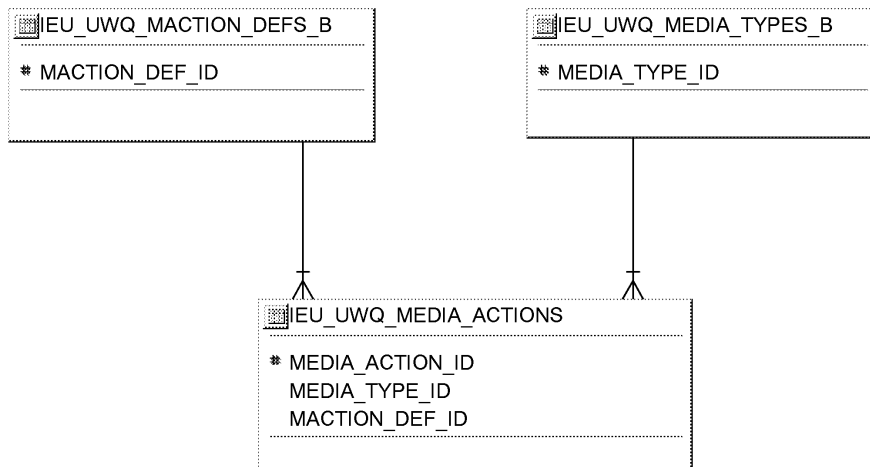 IEU_UWQ_MACTION_DEFS_B
# MACTION_DEF_ID
IEU_UWQ_MEDIA_TYPES_B
# MEDIA_TYPE_ID
IEU_UWQ_MEDIA_ACTIONS
# MEDIA_ACTION_ID
MEDIA_TYPE_ID
MACTION_DEF_ID